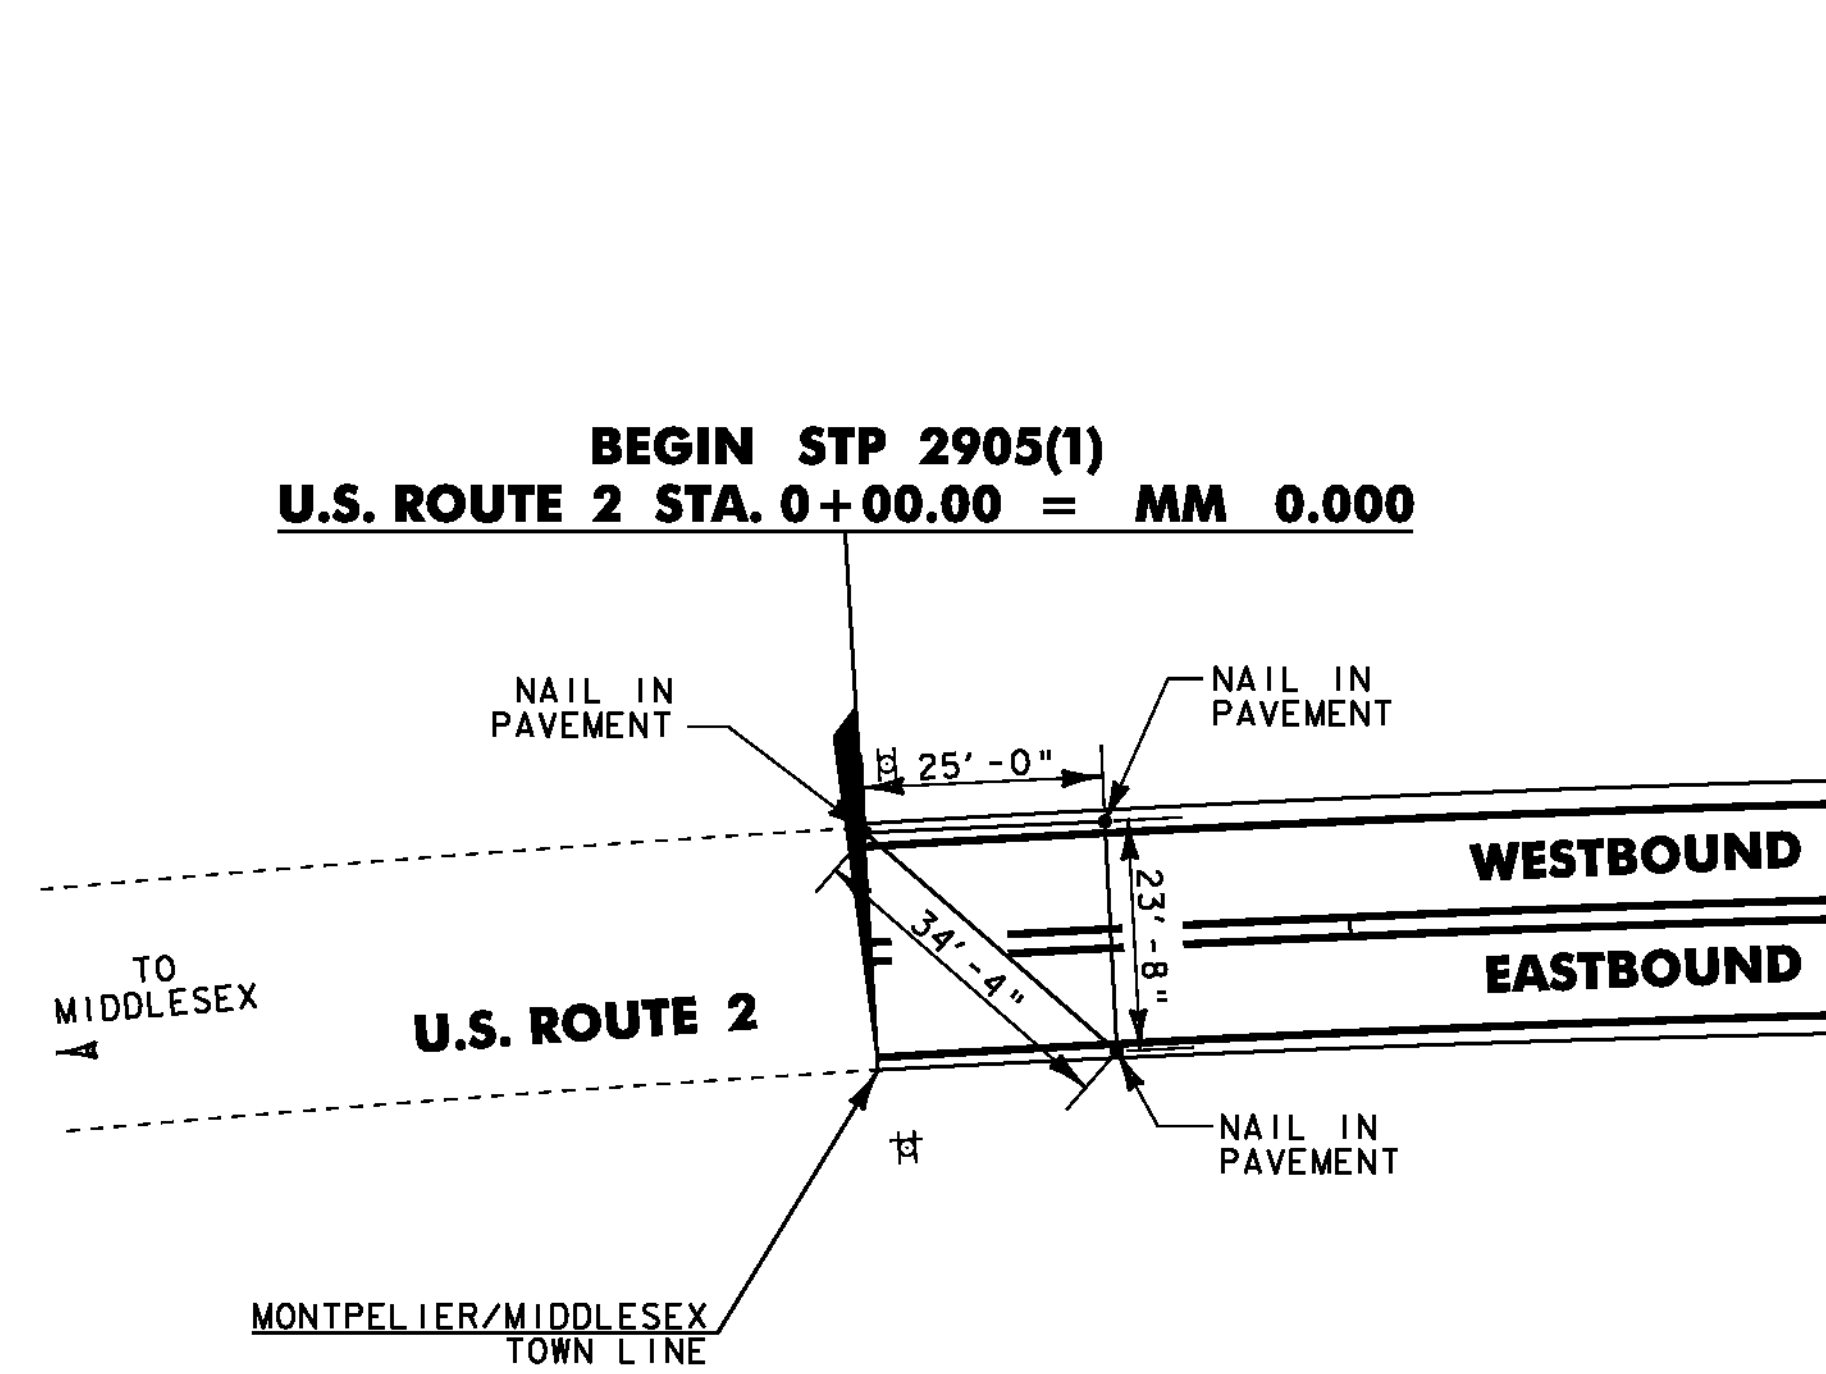 BEGIN STP 2905(1)
U.S. ROUTE 2 STA. 0+00.00 = MM 0.000
NAIL IN
PAVEMENT
NAIL IN
PAVEMENT
25'-0"
WESTBOUND
23'-8"
34'-4"
EASTBOUND
TO
MIDDLESEX
U.S. ROUTE 2
NAIL IN
PAVEMENT
MONTPELIER/MIDDLESEX
TOWN LINE